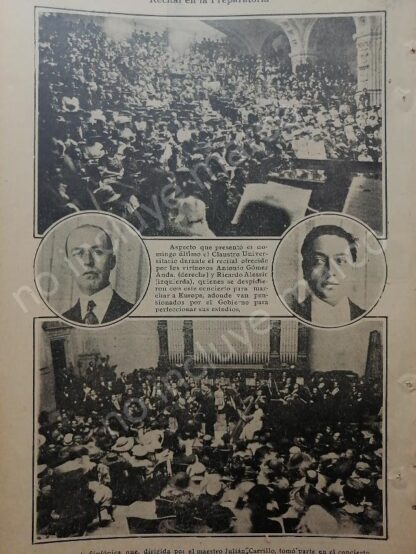 Recital en la Preparatoria
Aspecto que presentó el do-
mingo último el Claustro Univer-
sitario durante el recital ofrecido
por los virtuosos Antonio Gómez
Anda, (derecha) y Ricardo Alessio
(izquierda), quienes se despidie-
ron con este concierto para mar-
char a Europa, adonde van pen-
sionados por el Gobierno para
perfeccionar sus estudios.
Sinfónica que, dirigida por el maestro Julián Carrillo, tomó parte en el concierto
no incluye mar